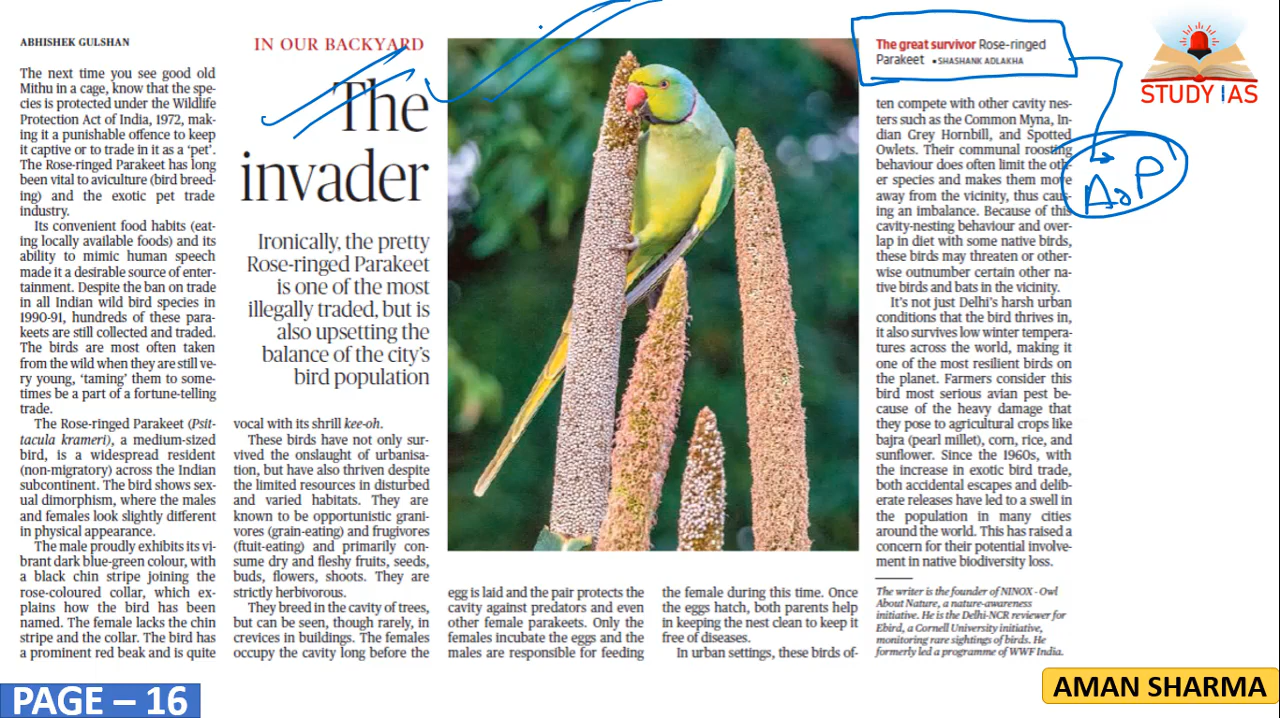 ABHISHEK GULSHAN
The next time you see good old
Mithu in a cage, know that the spe-
cies is protected under the Wildlife
Protection Act of India, 1972, mak-
ing it a punishable offence to keep
it captive or to trade in it as a ‘pet’.
The Rose-ringed Parakeet has long
been vital to aviculture (bird breed-
ing) and the exotic pet trade
industry.
Its convenient food habits (eat-
ing locally available foods) and its
ability to mimic human speech
made it a desirable source of enter-
tainment. Despite the ban on trade
in all Indian wild bird species in
1990-91, hundreds of these para-
keets are still collected and traded.
The birds are most often taken
from the wild when they are still ve-
ry young, ‘taming’ them to some-
times be a part of a fortune-telling
trade.
The Rose-ringed Parakeet (Psit-
tacula krameri), a medium-sized
bird, is a widespread resident
(non-migratory) across the Indian
subcontinent. The bird shows sex-
ual dimorphism, where the males
and females look slightly different
in physical appearance.
The male proudly exhibits its vi-
brant dark blue-green colour, with
a black chin stripe joining the
rose-coloured collar, which ex-
plains how the bird has been
named. The female lacks the chin
stripe and the collar. The bird has
a prominent red beak and is quite
IN OUR BACKYARD
The
invader
Ironically, the pretty
Rose-ringed Parakeet
is one of the most
illegally traded, but is
also upsetting the
balance of the city’s
bird population
vocal with its shrill kee-oh.
These birds have not only sur-
vived the onslaught of urbanisa-
tion, but have also thriven despite
the limited resources in disturbed
and varied habitats. They are
known to be opportunistic grani-
vores (grain-eating) and frugivores
(ftuit-eating) and primarily con-
sume dry and fleshy fruits, seeds,
buds, flowers, shoots. They are
strictly herbivorous.
They breed in the cavity of trees,
but can be seen, though rarely, in
crevices in buildings. The females
occupy the cavity long before the
egg is laid and the pair protects the
cavity against predators and even
other female parakeets. Only the
females incubate the eggs and the
males are responsible for feeding
the female during this time. Once
the eggs hatch, both parents help
in keeping the nest clean to keep it
free of diseases.
In urban settings, these birds of-
The great survivor Rose-ringed
Parakeet •SHASHANK ADLAKHA
ten compete with other cavity nes-
ters such as the Common Myna, In-
dian Grey Hornbill, and Spotted
Owlets. Their communal roosting
behaviour does often limit the oth-
er species and makes them move
away from the vicinity, thus caus-
ing an imbalance. Because of this
cavity-nesting behaviour and over-
lap in diet with some native birds,
these birds may threaten or other-
wise outnumber certain other na-
tive birds and bats in the vicinity.
It’s not just Delhi’s harsh urban
conditions that the bird thrives in,
it also survives low winter tempera-
tures across the world, making it
one of the most resilient birds on
the planet. Farmers consider this
bird most serious avian pest be-
cause of the heavy damage that
they pose to agricultural crops like
bajra (pearl millet), corn, rice, and
sunflower. Since the 1960s, with
the increase in exotic bird trade,
both accidental escapes and delib-
erate releases have led to a swell in
the population in many cities
around the world. This has raised a
concern for their potential involve-
ment in native biodiversity loss.
The writer is the founder of NINOX - Owl
About Nature, a nature-awareness
initiative. He is the Delhi-NCR reviewer for
Ebird, a Cornell University initiative,
monitoring rare sightings of birds. He
formerly led a programme of WWF India.
STUDY IAS
AoP
PAGE – 16
AMAN SHARMA